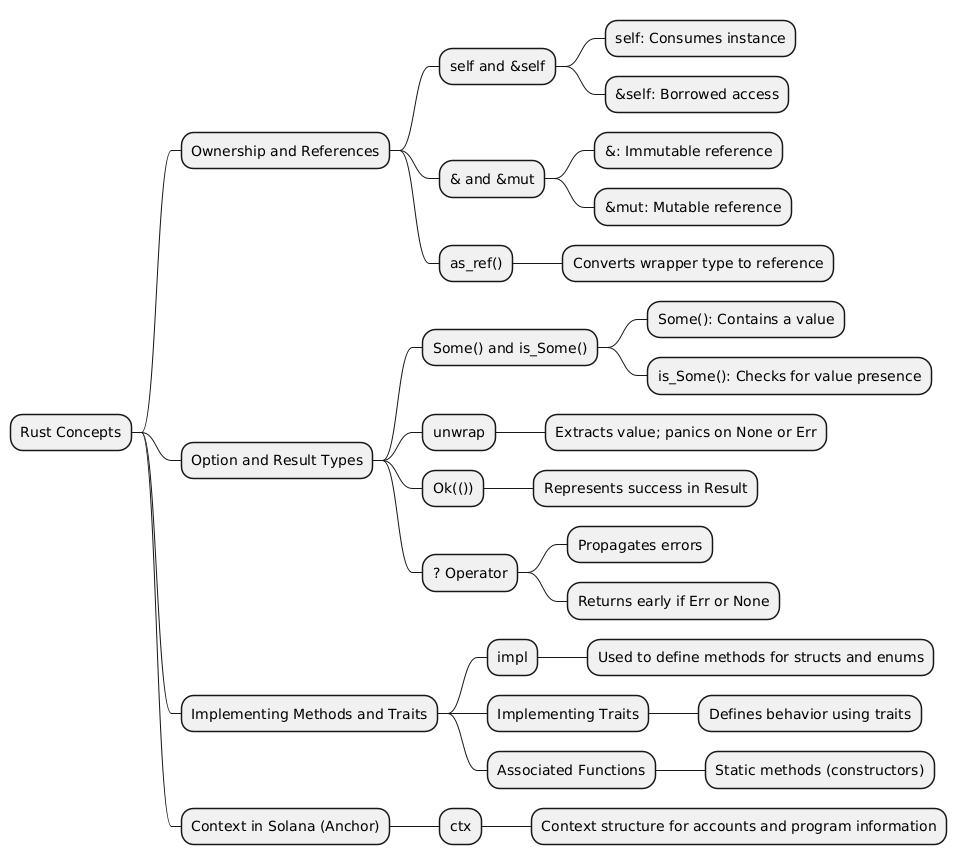 Rust Concepts
Ownership and References
self and &self
self: Consumes instance
&self: Borrowed access
& and &mut
&: Immutable reference
&mut: Mutable reference
as_ref()
Converts wrapper type to reference
Option and Result Types
Some() and is_Some()
Some(): Contains a value
is_Some(): Checks for value presence
unwrap
Extracts value; panics on None or Err
Ok(())
Represents success in Result
? Operator
Propagates errors
Returns early if Err or None
Implementing Methods and Traits
impl
Used to define methods for structs and enums
Implementing Traits
Defines behavior using traits
Associated Functions
Static methods (constructors)
Context in Solana (Anchor)
ctx
Context structure for accounts and program information